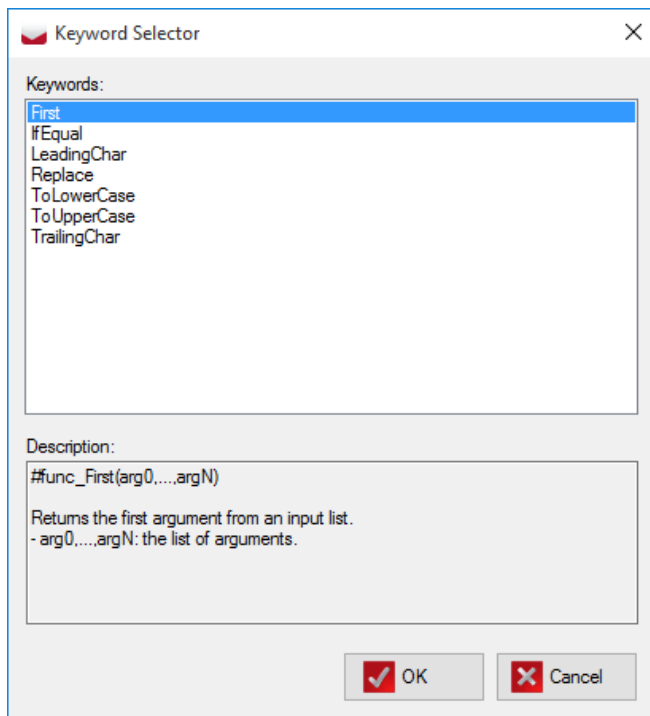 Keyword Selector
Keywords:
First
IfEqual
LeadingChar
Replace
ToLowerCase
ToUpperCase
TrailingChar
Description:
#func_First(arg0,...,argN)
Returns the first argument from an input list.
- arg0,...,argN: the list of arguments.
OK
Cancel